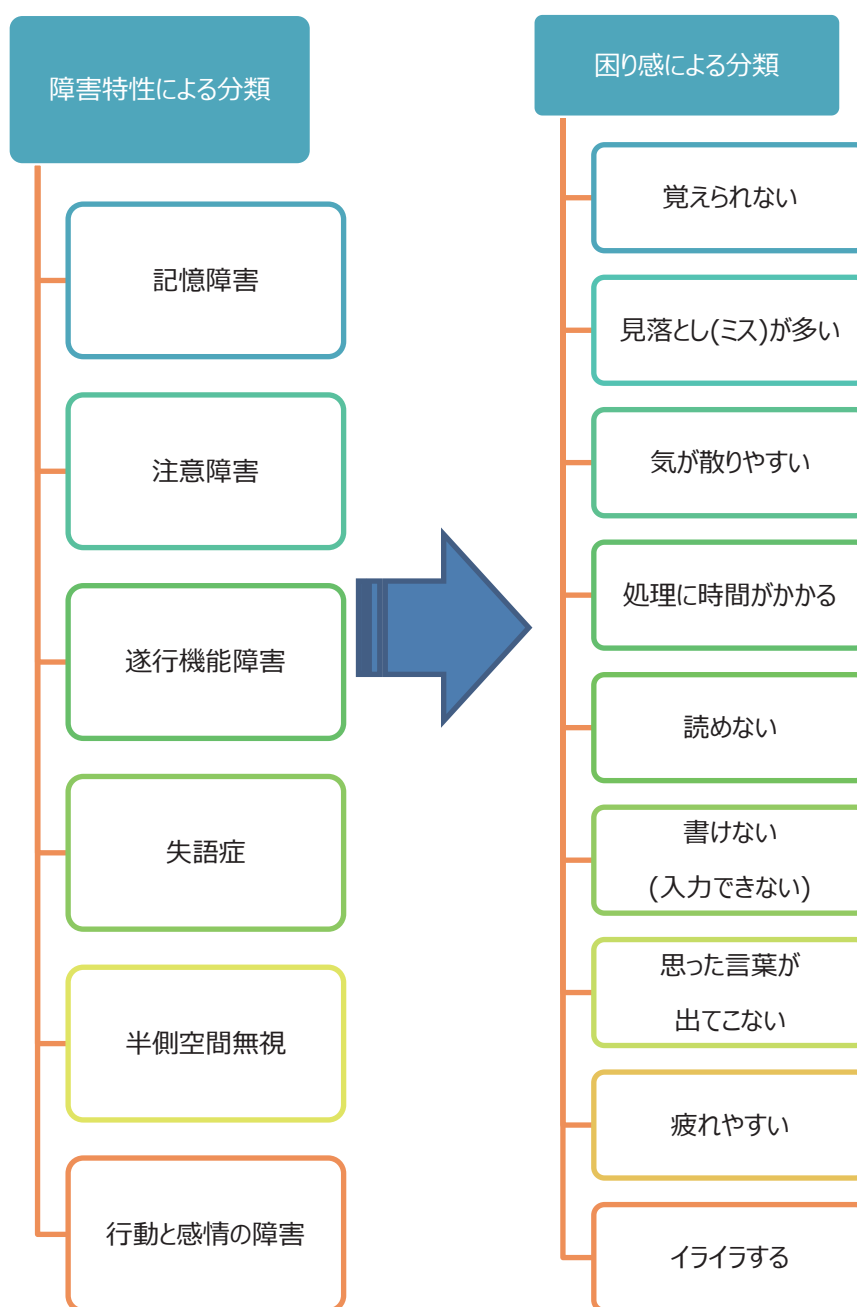 障害特性による分類
記憶障害
注意障害
遂行機能障害
失語症
半側空間無視
行動と感情の障害
困り感による分類
覚えられない
見落とし(ミス)が多い
気が散りやすい
処理に時間がかかる
読めない
書けない
(入力できない)
思った言葉が
出てこない
疲れやすい
イライラする